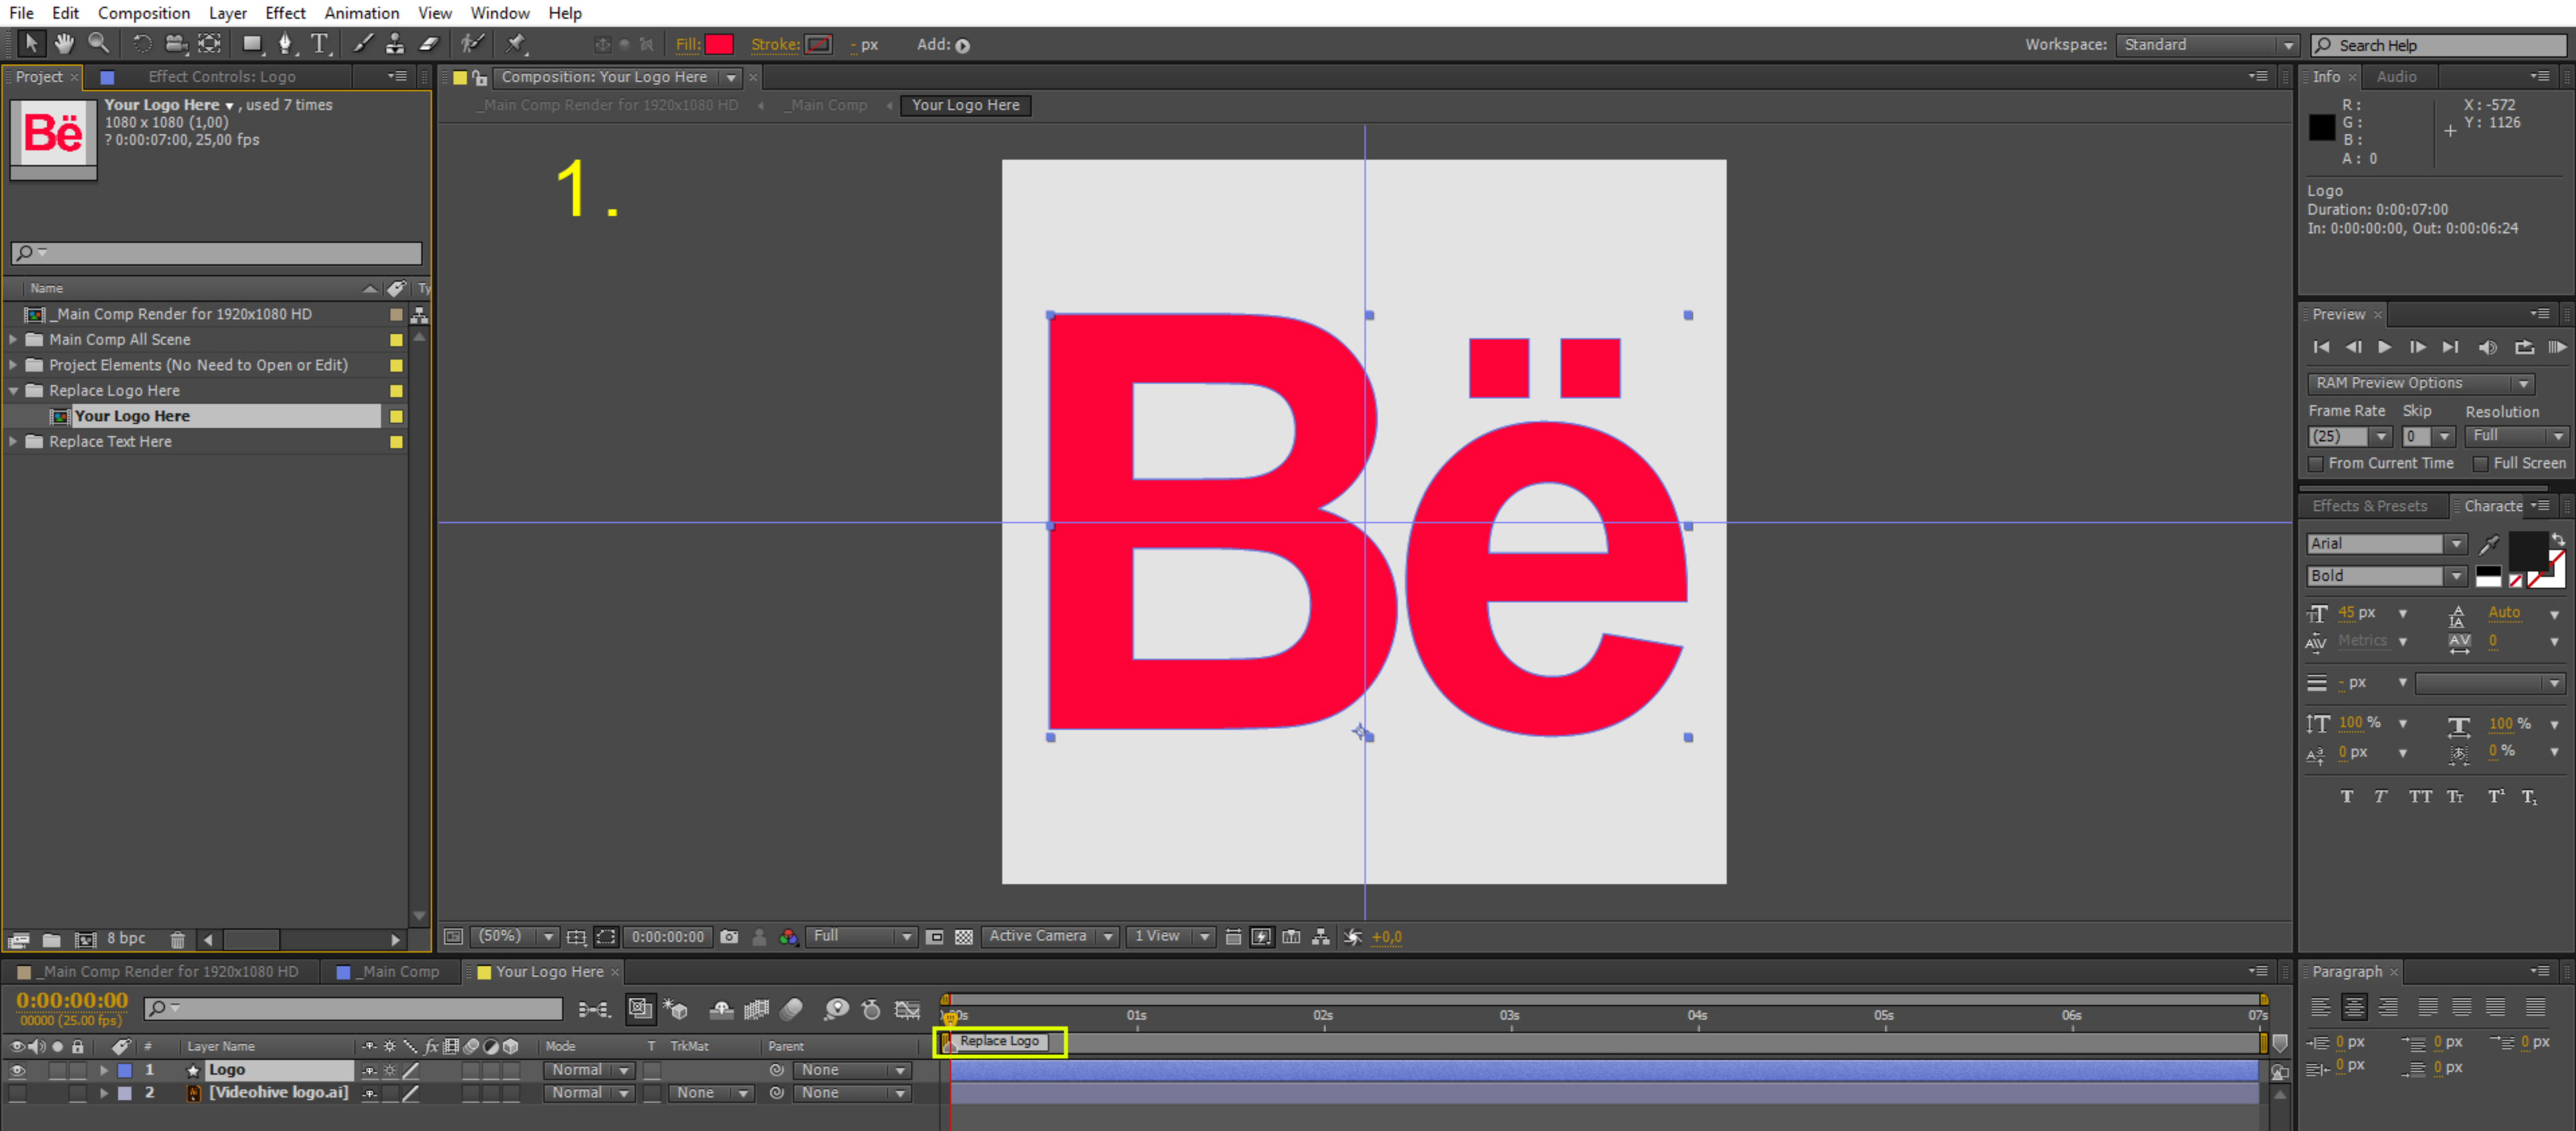 File Edit Composition Layer Effect Animation View Window Help
Fill: Stroke: - px Add:
Workspace: Standard
Search Help
Project × Effect Controls: Logo
Your Logo Here ▾ , used 7 times
1080 x 1080 (1,00)
? 0:00:07:00, 25,00 fps
Bë
Name Ty
_Main Comp Render for 1920x1080 HD
Main Comp All Scene
Project Elements (No Need to Open or Edit)
Replace Logo Here
Your Logo Here
Replace Text Here
8 bpc
Composition: Your Logo Here ×
_Main Comp Render for 1920x1080 HD _Main Comp Your Logo Here
1.
Bë
(50%) 0:00:00:00 Full Active Camera 1 View +0,0
Info × Audio
R: X: -572
G: Y: 1126
B:
A: 0
Logo
Duration: 0:00:07:00
In: 0:00:00:00, Out: 0:00:06:24
Preview ×
RAM Preview Options
Frame Rate Skip Resolution
(25) 0 Full
From Current Time Full Screen
Effects & Presets Characte
Arial
Bold
45 px Auto
Metrics 0
- px
100 % 100 %
0 px 0 %
T T TT Tт T¹ T₁
_Main Comp Render for 1920x1080 HD _Main Comp Your Logo Here ×
0:00:00:00
00000 (25.00 fps)
00s 01s 02s 03s 04s 05s 06s 07s
Replace Logo
# Layer Name fx Mode T TrkMat Parent
1 Logo Normal None
2 [Videohive logo.ai] Normal None None
Paragraph ×
0 px 0 px 0 px
0 px 0 px